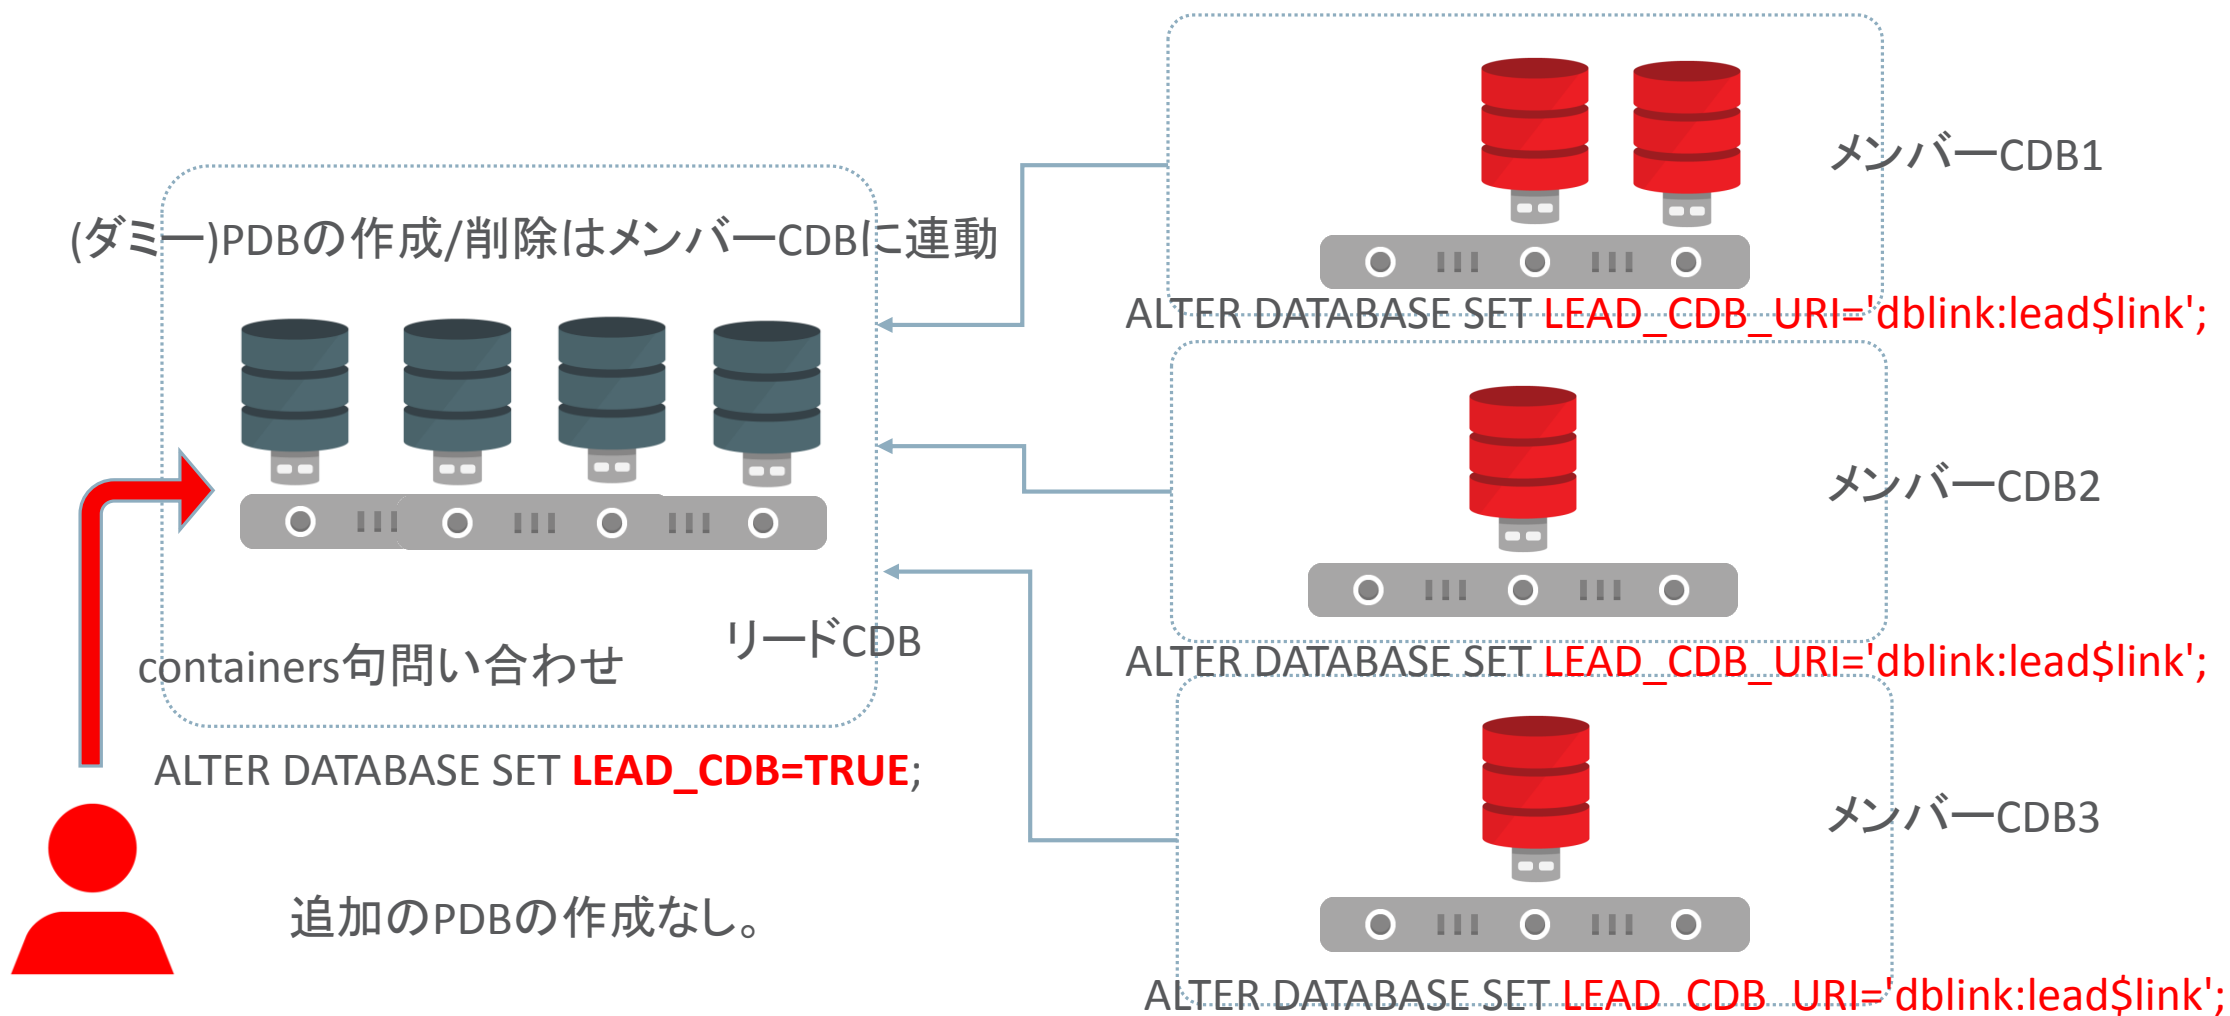 (ダミー)PDBの作成/削除はメンバーCDBに連動
containers句問い合わせ
リードCDB
ALTER DATABASE SET LEAD_CDB=TRUE;
追加のPDBの作成なし。
メンバーCDB1
ALTER DATABASE SET LEAD_CDB_URI='dblink:lead$link';
メンバーCDB2
ALTER DATABASE SET LEAD_CDB_URI='dblink:lead$link';
メンバーCDB3
ALTER DATABASE SET LEAD_CDB_URI='dblink:lead$link';